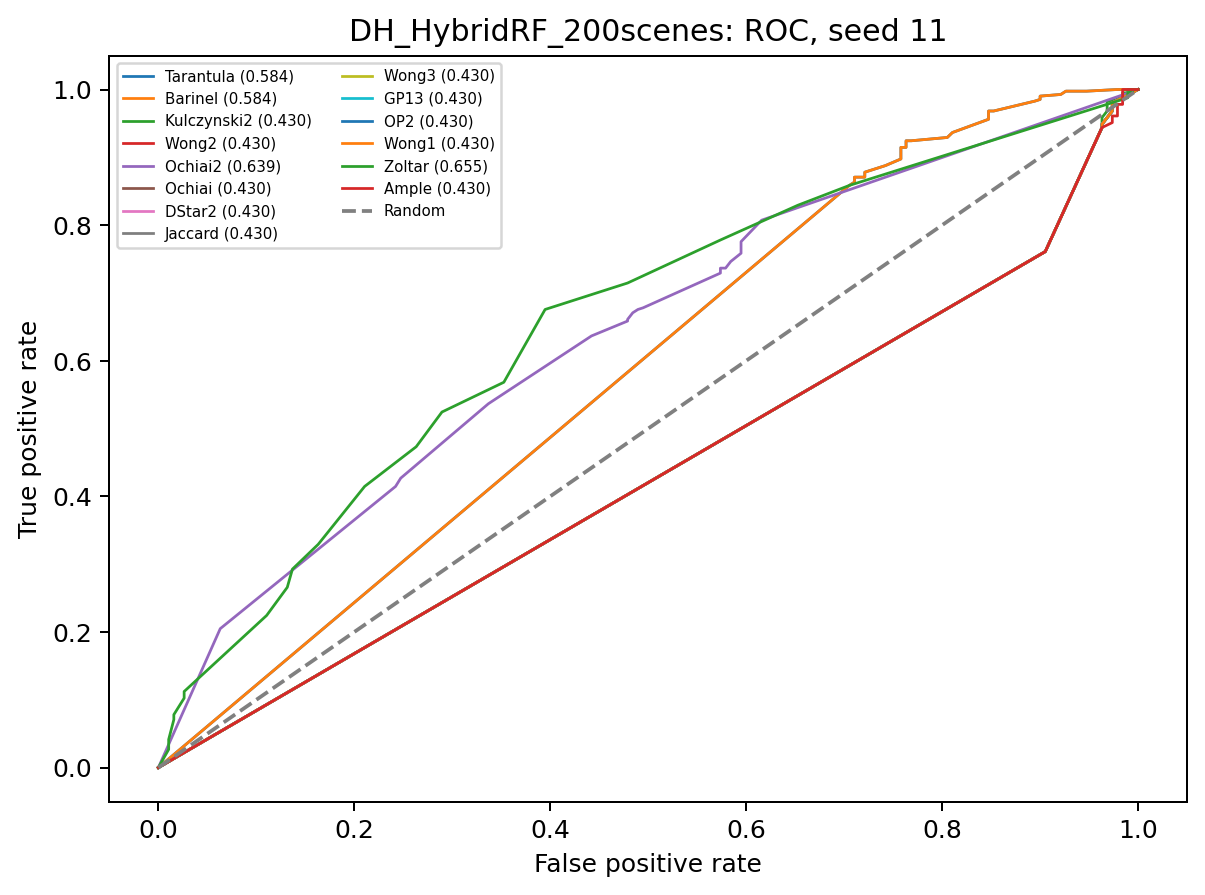 DH_HybridRF_200scenes: ROC, seed 11
Tarantula (0.584)
Barinel (0.584)
Kulczynski2 (0.430)
Wong2 (0.430)
Ochiai2 (0.639)
Ochiai (0.430)
DStar2 (0.430)
Jaccard (0.430)
Wong3 (0.430)
GP13 (0.430)
OP2 (0.430)
Wong1 (0.430)
Zoltar (0.655)
Ample (0.430)
Random
True positive rate
1.0
0.8
0.6
0.4
0.2
0.0
0.0 0.2 0.4 0.6 0.8 1.0
False positive rate